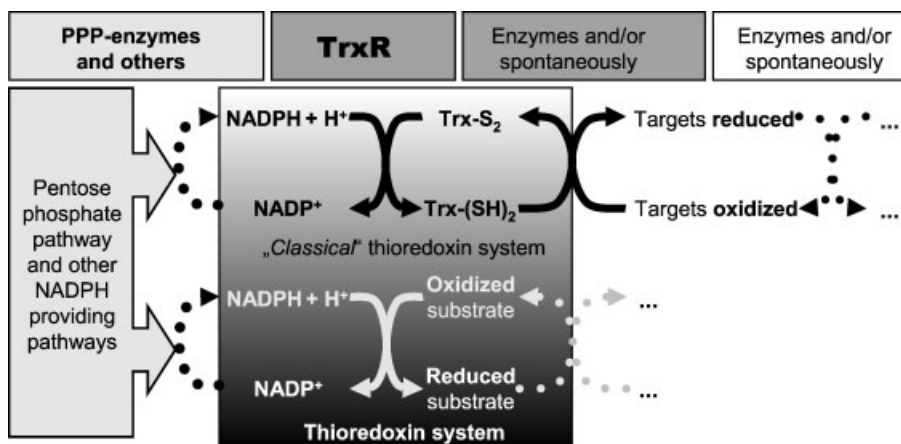 PPP-enzymes
and others
TrxR
Enzymes and/or
spontaneously
Enzymes and/or
spontaneously
Pentose
phosphate
pathway
and other
NADPH
providing
pathways
NADPH + H⁺
Trx-S₂
Targets reduced
...
NADP⁺
Trx-(SH)₂
Targets oxidized
...
„Classical“ thioredoxin system
NADPH + H⁺
Oxidized
substrate
...
NADP⁺
Reduced
substrate
...
Thioredoxin system